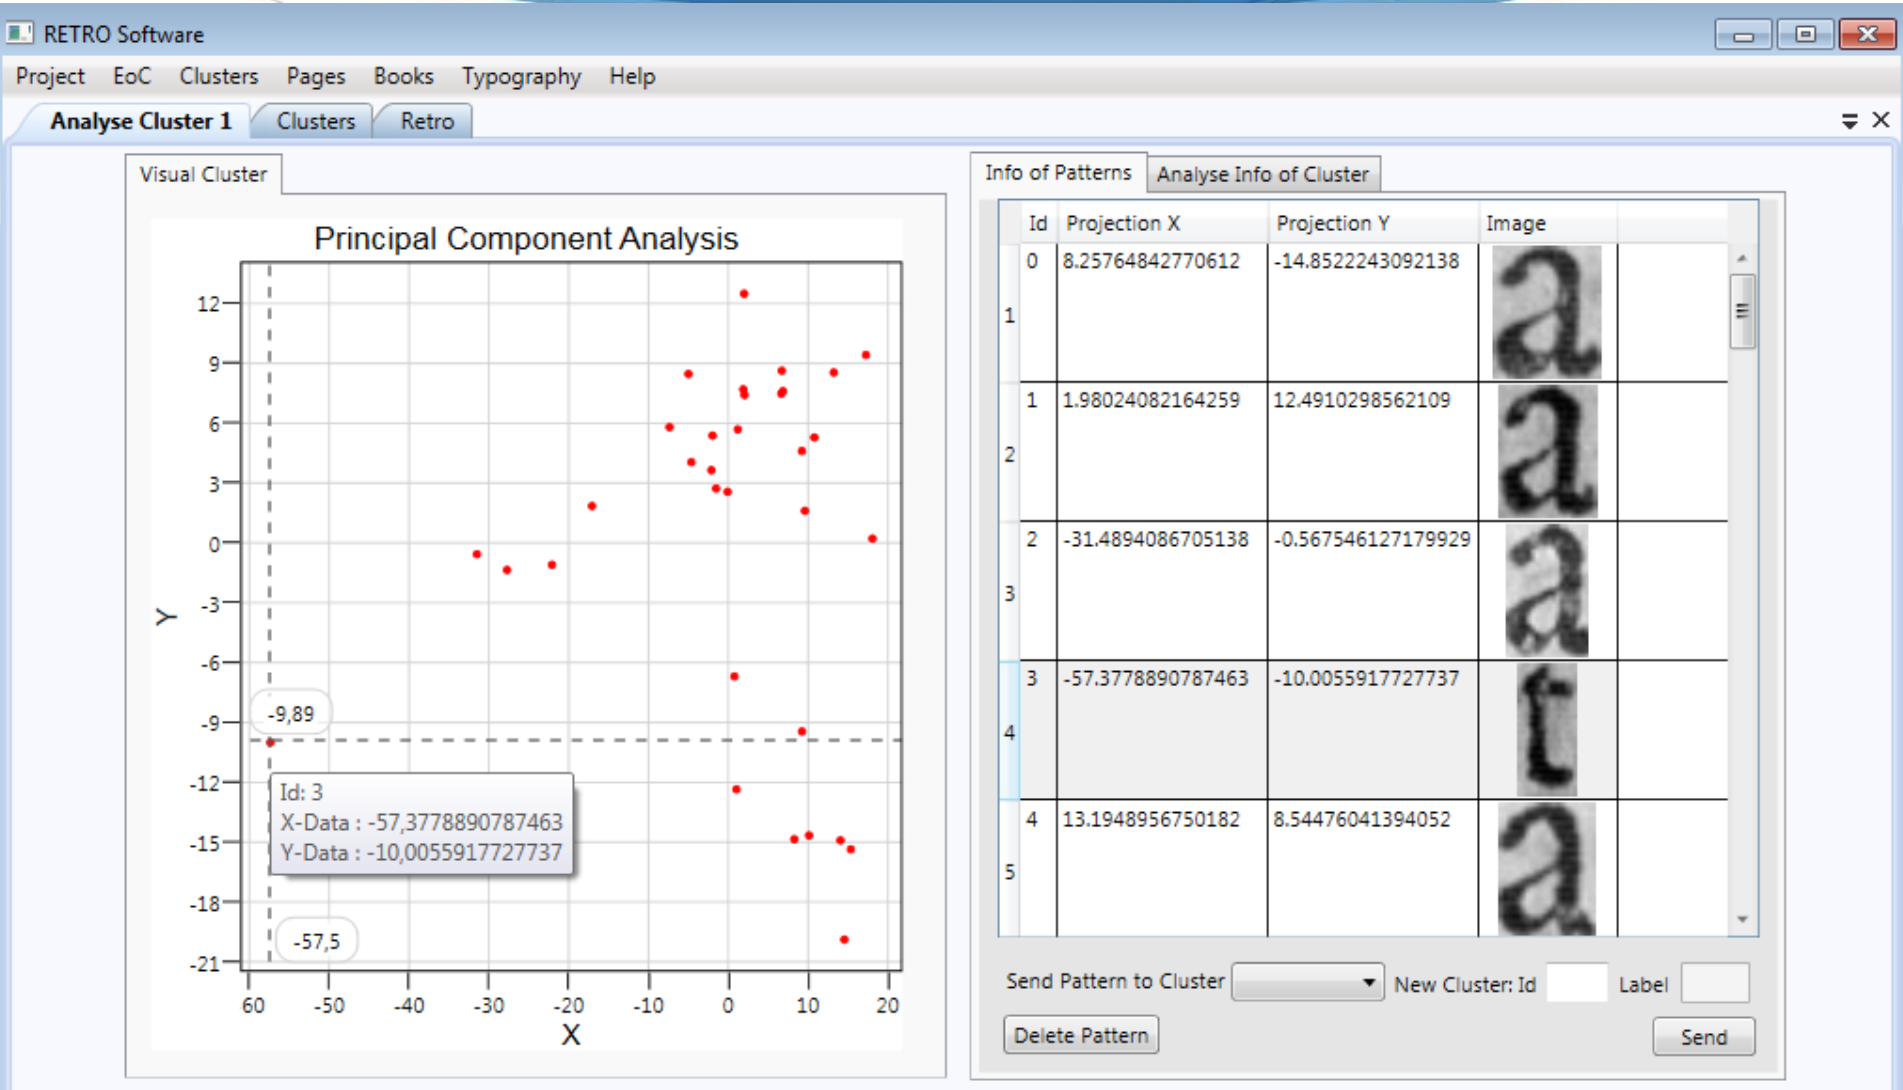 RETRO Software
Project EoC Clusters Pages Books Typography Help
Analyse Cluster 1 Clusters Retro
Visual Cluster
Principal Component Analysis
12
9
6
3
0
-3
Y
-6
-9,89
-9
-12
Id: 3
X-Data : -57,3778890787463
Y-Data : -10,0055917727737
-15
-18
-57,5
-21
60 -50 -40 -30 -20 -10 0 10 20
X
Info of Patterns Analyse Info of Cluster
Id Projection X Projection Y Image
1 0 8.25764842770612 -14.8522243092138 a
2 1 1.98024082164259 12.4910298562109 a
3 2 -31.4894086705138 -0.567546127179929 a
4 3 -57.3778890787463 -10.0055917727737 t
5 4 13.1948956750182 8.54476041394052 a
Send Pattern to Cluster New Cluster: Id Label
Delete Pattern Send